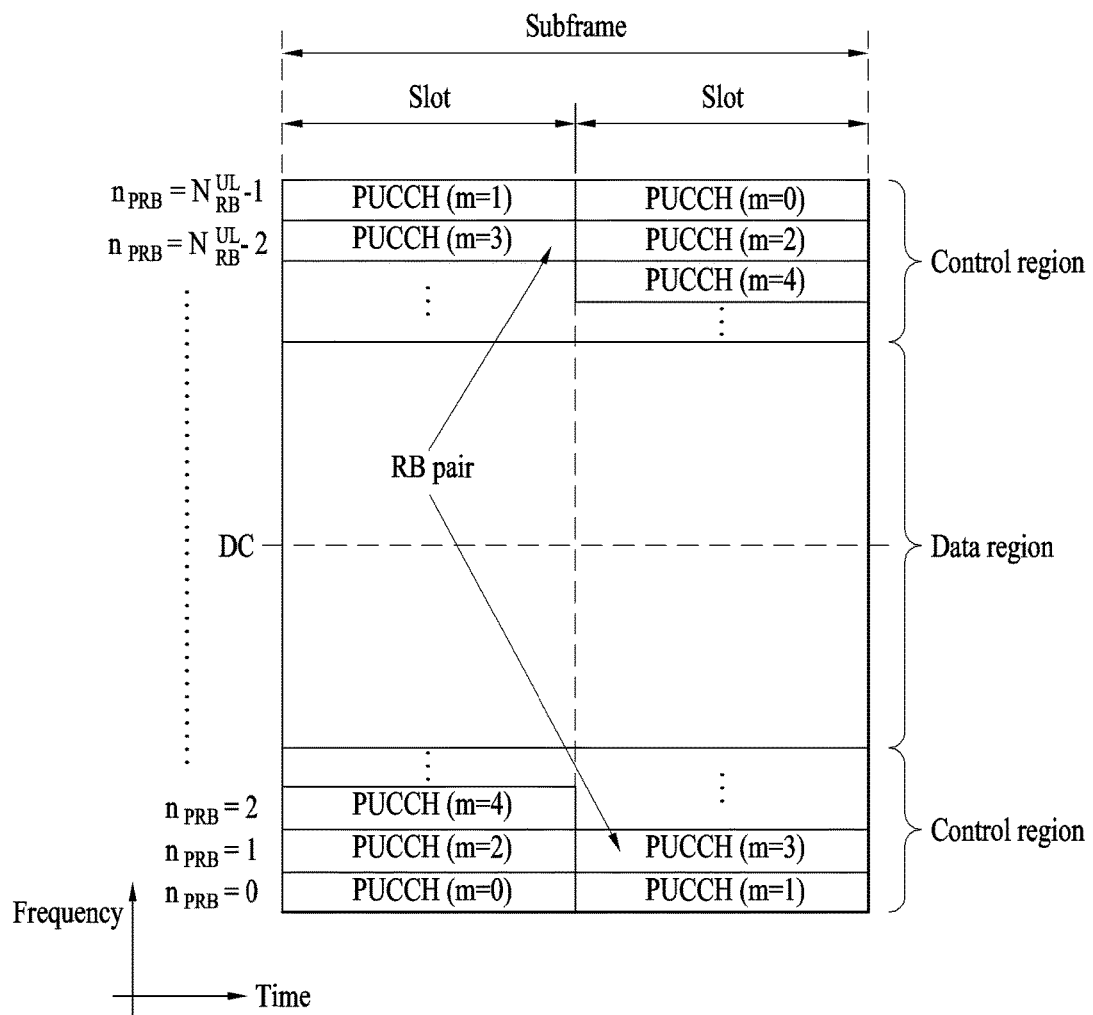 Subframe
Slot Slot
n PRB = N UL RB -1 PUCCH (m=1) PUCCH (m=0)
n PRB = N UL RB - 2 PUCCH (m=3) PUCCH (m=2)
PUCCH (m=4)
Control region
RB pair
DC
Data region
n PRB = 2 PUCCH (m=4)
n PRB = 1 PUCCH (m=2) PUCCH (m=3)
n PRB = 0 PUCCH (m=0) PUCCH (m=1)
Control region
Frequency
Time